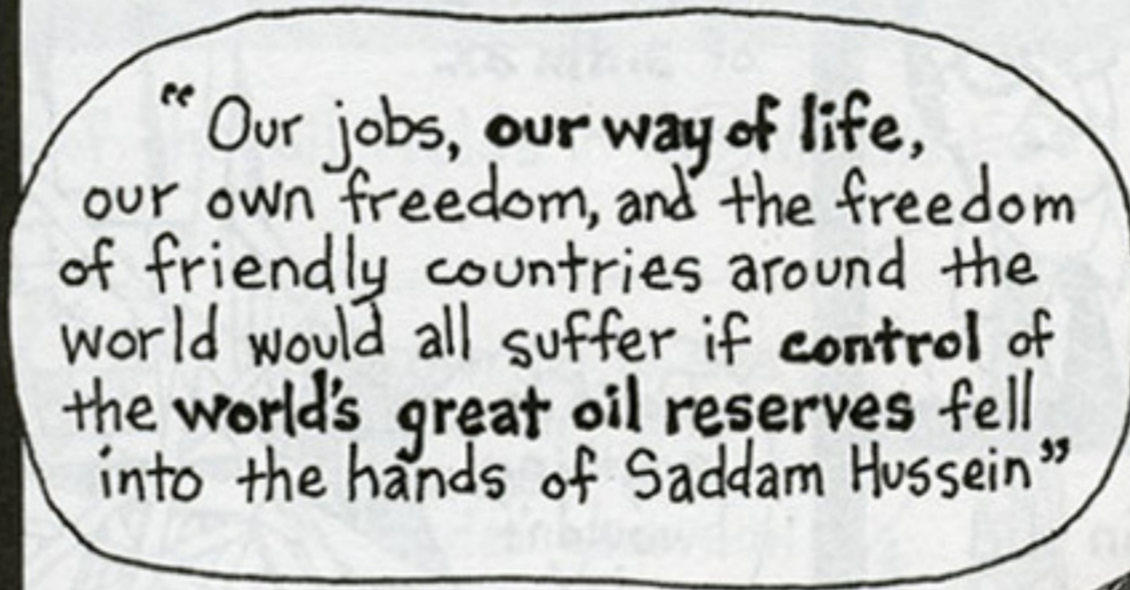 “Our jobs, our way of life,
our own freedom, and the freedom
of friendly countries around the
world would all suffer if control of
the world's great oil reserves fell
into the hands of Saddam Hussein”